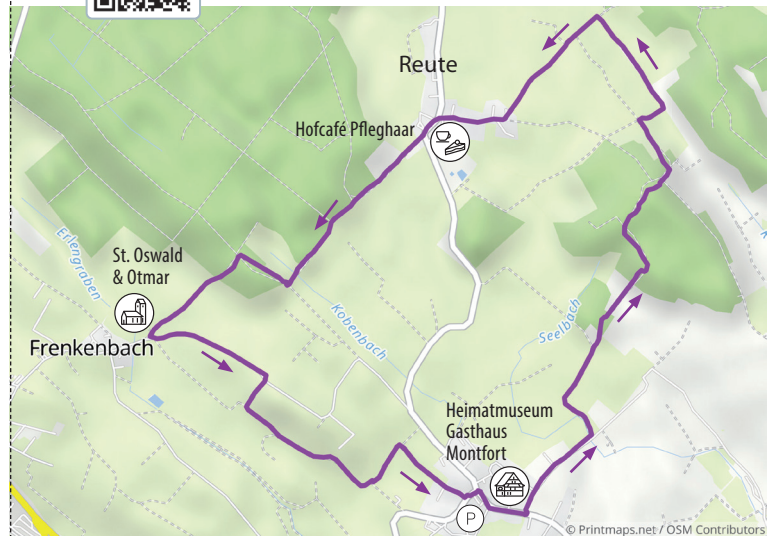 Reute
Hofcafé Pfleghaar
St. Oswald
& Otmar
Erlengraben
Frenkenbach
Kobenbach
Seelbach
Heimatmuseum
Gasthaus
Montfort
P
© Printmaps.net / OSM Contributors